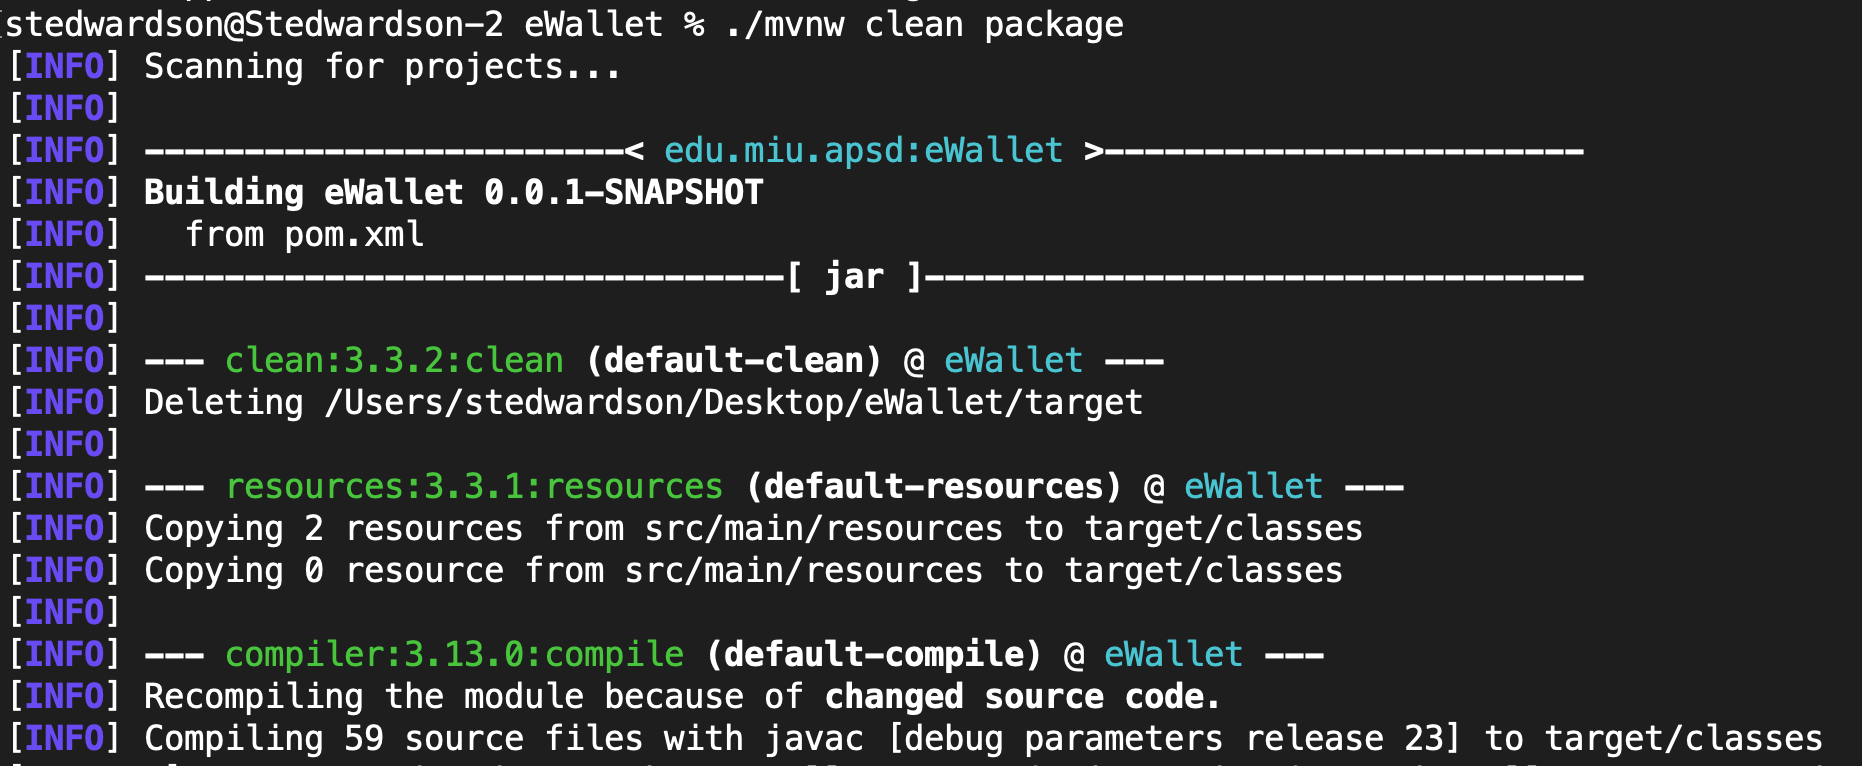 stedwardson@Stedwardson-2 eWallet % ./mvnw clean package
[INFO] Scanning for projects...
[INFO]
[INFO] ------------------------< edu.miu.apsd:eWallet >------------------------
[INFO] Building eWallet 0.0.1-SNAPSHOT
[INFO]   from pom.xml
[INFO] --------------------------------[ jar ]---------------------------------
[INFO]
[INFO] --- clean:3.3.2:clean (default-clean) @ eWallet ---
[INFO] Deleting /Users/stedwardson/Desktop/eWallet/target
[INFO]
[INFO] --- resources:3.3.1:resources (default-resources) @ eWallet ---
[INFO] Copying 2 resources from src/main/resources to target/classes
[INFO] Copying 0 resource from src/main/resources to target/classes
[INFO]
[INFO] --- compiler:3.13.0:compile (default-compile) @ eWallet ---
[INFO] Recompiling the module because of changed source code.
[INFO] Compiling 59 source files with javac [debug parameters release 23] to target/classes